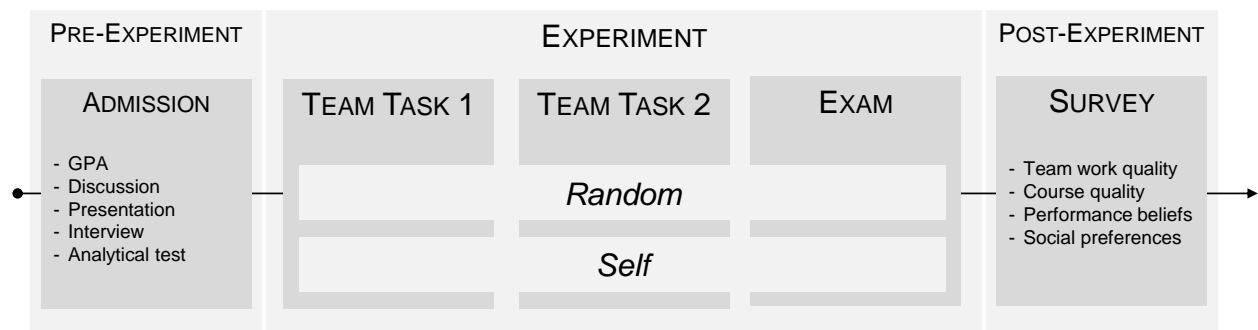 PRE-EXPERIMENT
ADMISSION
- GPA
- Discussion
- Presentation
- Interview
- Analytical test
EXPERIMENT
TEAM TASK 1
TEAM TASK 2
EXAM
Random
Self
POST-EXPERIMENT
SURVEY
- Team work quality
- Course quality
- Performance beliefs
- Social preferences